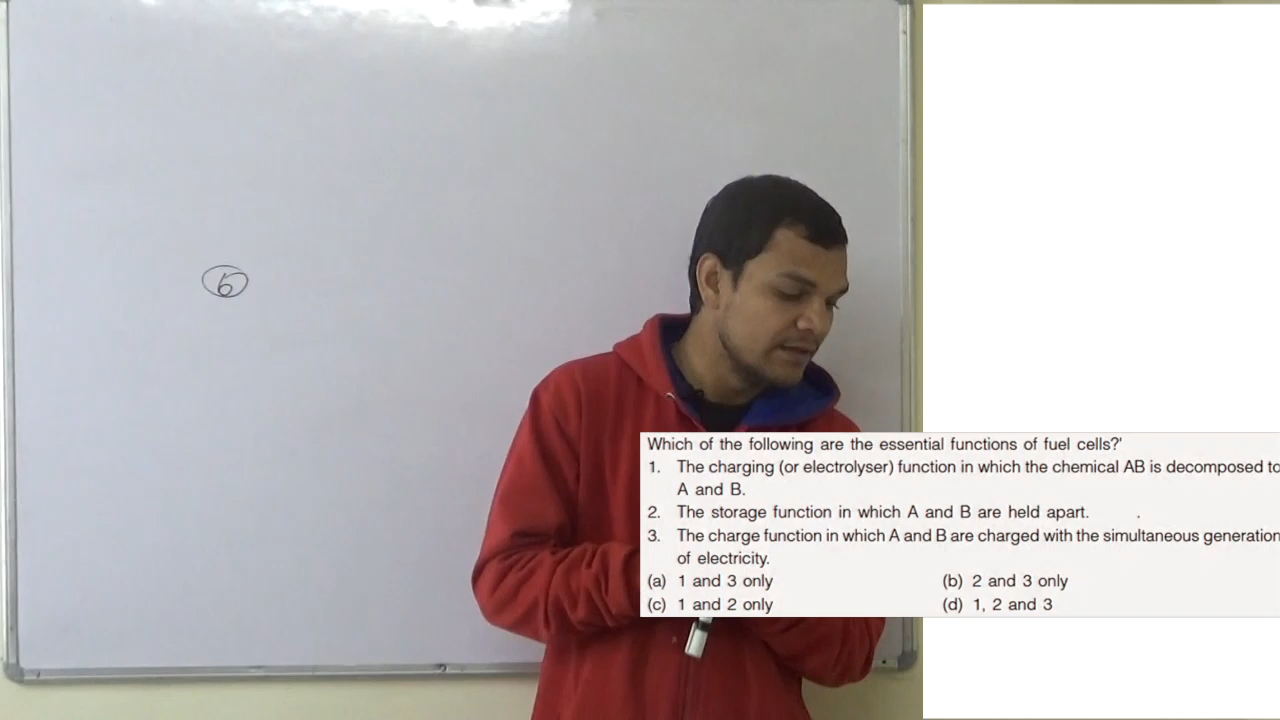 6
Which of the following are the essential functions of fuel cells?'
1. The charging (or electrolyser) function in which the chemical AB is decomposed to
A and B.
2. The storage function in which A and B are held apart.
3. The charge function in which A and B are charged with the simultaneous generation
of electricity.
(a) 1 and 3 only (b) 2 and 3 only
(c) 1 and 2 only (d) 1, 2 and 3